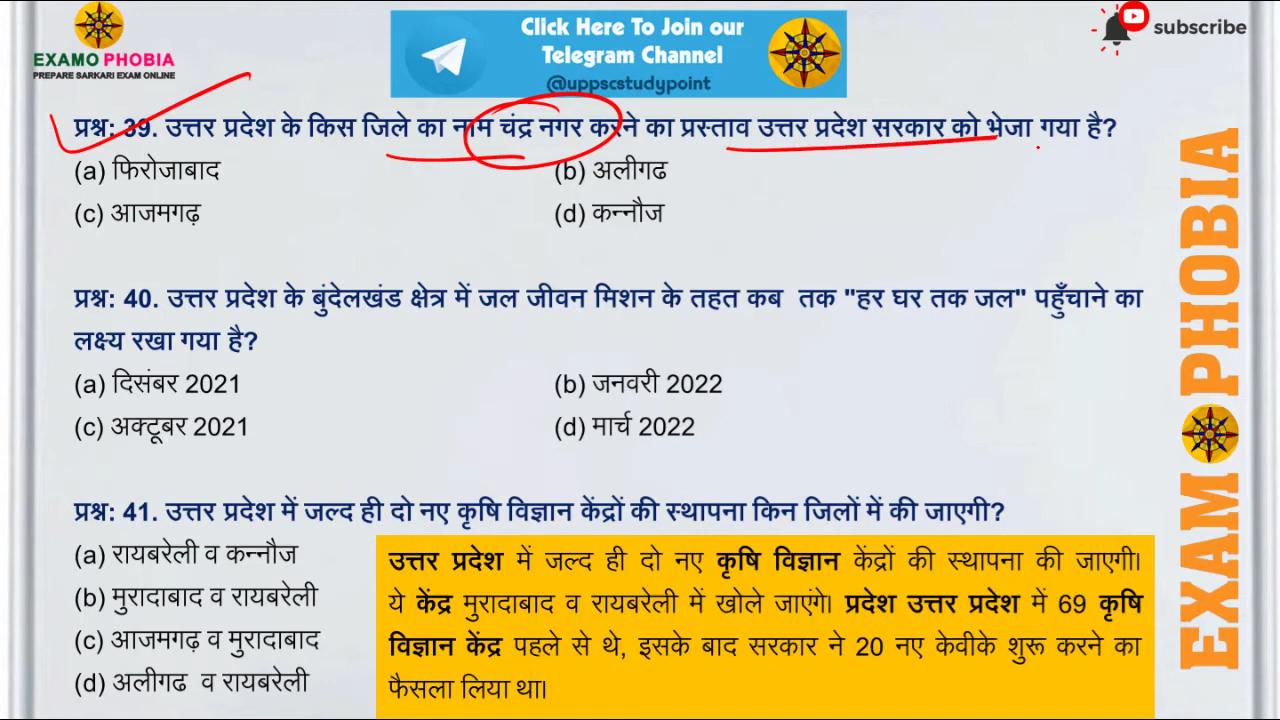 EXAMO PHOBIA
PREPARE SARKARI EXAM ONLINE
Click Here To Join our
Telegram Channel
@uppscstudypoint
subscribe
प्रश्न: 39. उत्तर प्रदेश के किस जिले का नाम चंद्र नगर करने का प्रस्ताव उत्तर प्रदेश सरकार को भेजा गया है?
(a) फिरोजाबाद
(b) अलीगढ
(c) आजमगढ़
(d) कन्नौज
प्रश्न: 40. उत्तर प्रदेश के बुंदेलखंड क्षेत्र में जल जीवन मिशन के तहत कब तक "हर घर तक जल" पहुँचाने का
लक्ष्य रखा गया है?
(a) दिसंबर 2021
(b) जनवरी 2022
(c) अक्टूबर 2021
(d) मार्च 2022
प्रश्न: 41. उत्तर प्रदेश में जल्द ही दो नए कृषि विज्ञान केंद्रों की स्थापना किन जिलों में की जाएगी?
(a) रायबरेली व कन्नौज
(b) मुरादाबाद व रायबरेली
(c) आजमगढ़ व मुरादाबाद
(d) अलीगढ व रायबरेली
उत्तर प्रदेश में जल्द ही दो नए कृषि विज्ञान केंद्रों की स्थापना की जाएगी।
ये केंद्र मुरादाबाद व रायबरेली में खोले जाएंगे। प्रदेश उत्तर प्रदेश में 69 कृषि
विज्ञान केंद्र पहले से थे, इसके बाद सरकार ने 20 नए केवीके शुरू करने का
फैसला लिया था।
EXAM PHOBIA